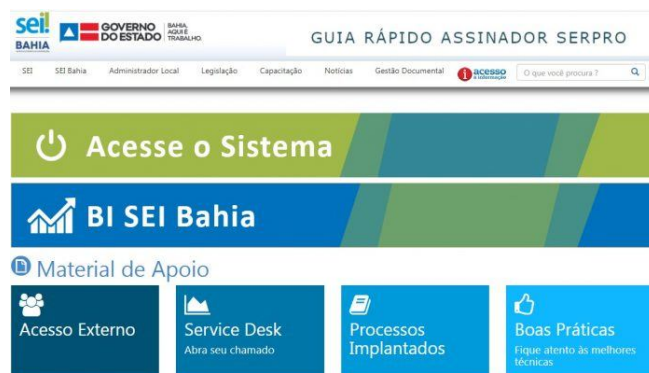 sei!
BAHIA
GOVERNO
DO ESTADO
BAHIA.
AQUI É
TRABALHO.
GUIA RÁPIDO ASSINADOR SERPRO
SEI
SEI Bahia
Administrador Local
Legislação
Capacitação
Notícias
Gestão Documental
acesso
à informação
O que você procura ?
Acesse o Sistema
BI SEI Bahia
Material de Apoio
Acesso Externo
Service Desk
Abra seu chamado
Processos
Implantados
Boas Práticas
Fique atento às melhores
técnicas